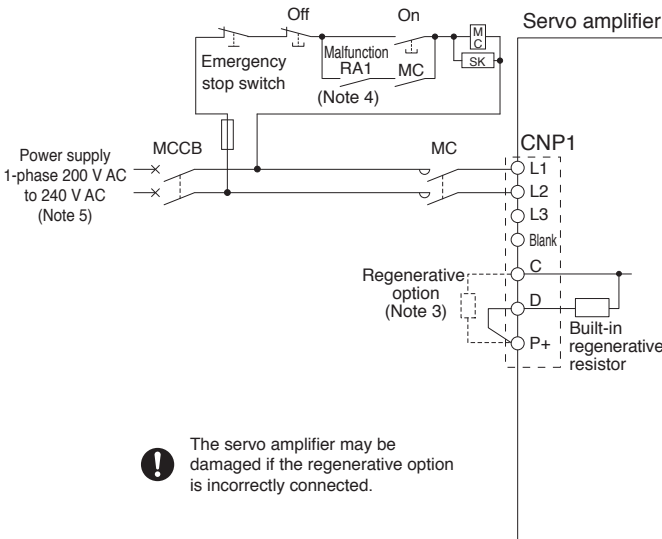 Off
On
Servo amplifier
Emergency
stop switch
Malfunction
RA1
MC
(Note 4)
M
C
SK
Power supply
1-phase 200 V AC
to 240 V AC
(Note 5)
MCCB
MC
CNP1
L1
L2
L3
Blank
C
D
P+
Regenerative
option
(Note 3)
Built-in
regenerative
resistor
The servo amplifier may be
damaged if the regenerative option
is incorrectly connected.